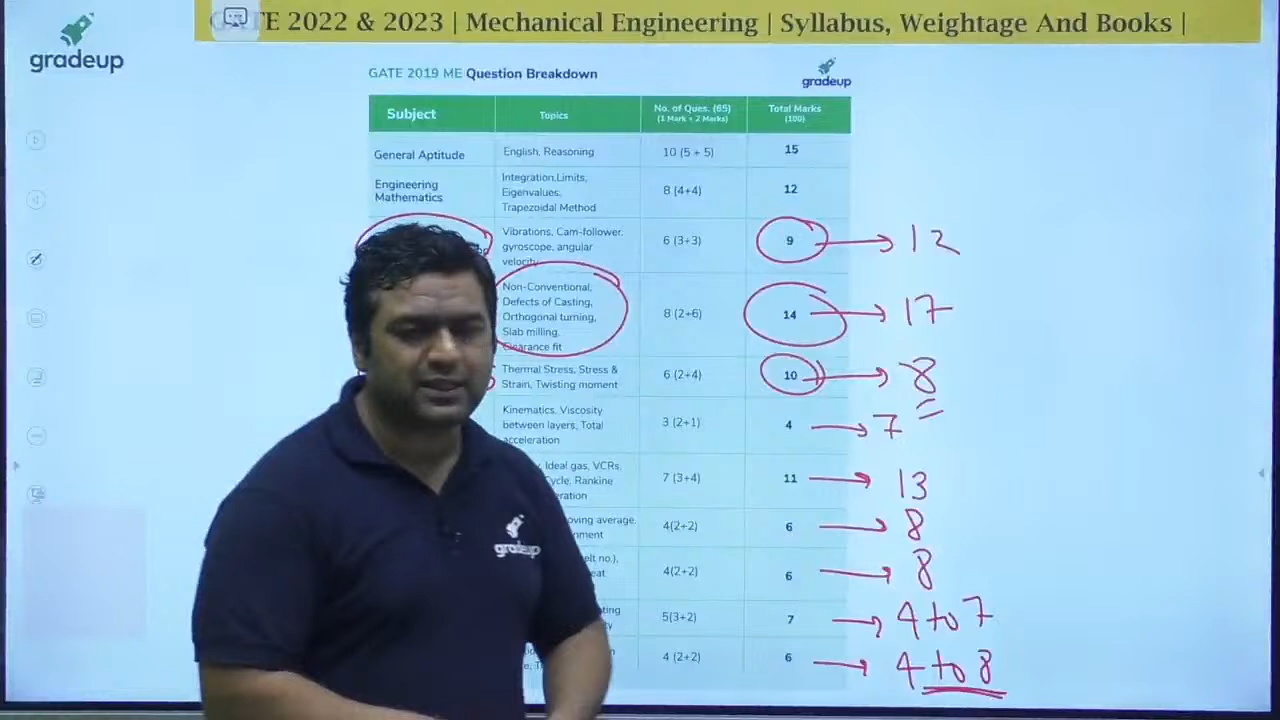 GATE 2022 & 2023 | Mechanical Engineering | Syllabus, Weightage And Books |
gradeup
GATE 2019 ME Question Breakdown
gradeup
Subject Topics No. of Ques. (65) Total Marks
(1 Mark + 2 Marks) (100)
General Aptitude English, Reasoning 10 (5 + 5) 15
Engineering Mathematics
Integration,Limits,
Eigenvalues,
Trapezoidal Method
8 (4+4) 12
Vibrations, Cam-follower,
gyroscope, angular
velocity
6 (3+3) 9 → 12
Non-Conventional,
Defects of Casting,
Orthogonal turning,
Slab milling,
Clearance fit
8 (2+6) 14 → 17
Thermal Stress, Stress &
Strain, Twisting moment
6 (2+4) 10 → 8
Kinematics, Viscosity
between layers, Total
acceleration
3 (2+1) 4 → 7
Ideal gas, VCRs,
Cycle, Rankine
7 (3+4) 11 → 13
average,
4(2+2) 6 → 8
no.),
4(2+2) 6 → 8
5(3+2) 7 → 4 to 7
4 (2+2) 6 → 4 to 8
gradeup